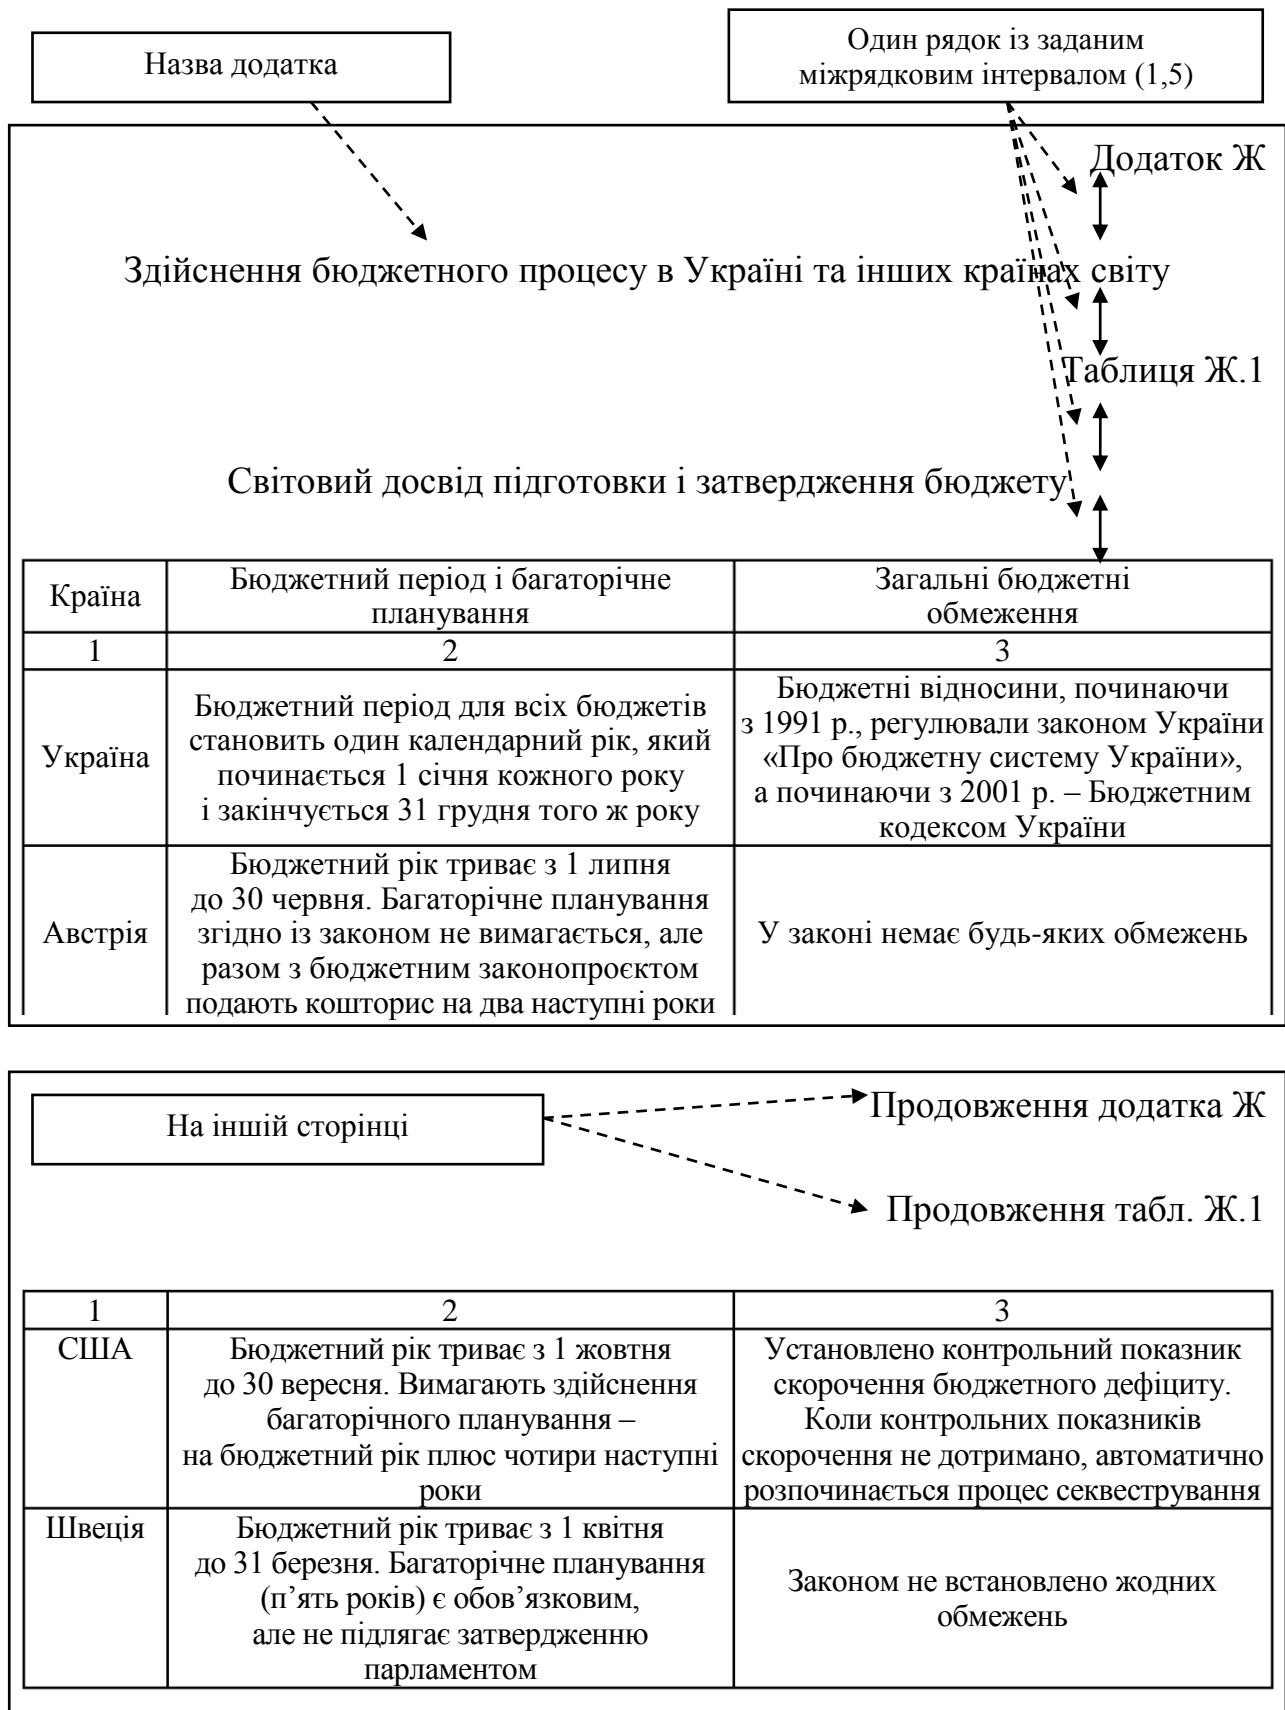 Назва додатка
Один рядок із заданим
міжрядковим інтервалом (1,5)
Додаток Ж
Здійснення бюджетного процесу в Україні та інших країнах світу
Таблиця Ж.1
Світовий досвід підготовки і затвердження бюджету
Країна
Бюджетний період і багаторічне
планування
Загальні бюджетні
обмеження
1
2
3
Україна
Бюджетний період для всіх бюджетів
становить один календарний рік, який
починається 1 січня кожного року
і закінчується 31 грудня того ж року
Бюджетні відносини, починаючи
з 1991 р., регулювали законом України
«Про бюджетну систему України»,
а починаючи з 2001 р. – Бюджетним
кодексом України
Австрія
Бюджетний рік триває з 1 липня
до 30 червня. Багаторічне планування
згідно із законом не вимагається, але
разом з бюджетним законопроєктом
подають кошторис на два наступні роки
У законі немає будь-яких обмежень
На іншій сторінці
Продовження додатка Ж
Продовження табл. Ж.1
1
2
3
США
Бюджетний рік триває з 1 жовтня
до 30 вересня. Вимагають здійснення
багаторічного планування –
на бюджетний рік плюс чотири наступні
роки
Установлено контрольний показник
скорочення бюджетного дефіциту.
Коли контрольних показників
скорочення не дотримано, автоматично
розпочинається процес секвестрування
Швеція
Бюджетний рік триває з 1 квітня
до 31 березня. Багаторічне планування
(п’ять років) є обов’язковим,
але не підлягає затвердженню
парламентом
Законом не встановлено жодних
обмежень